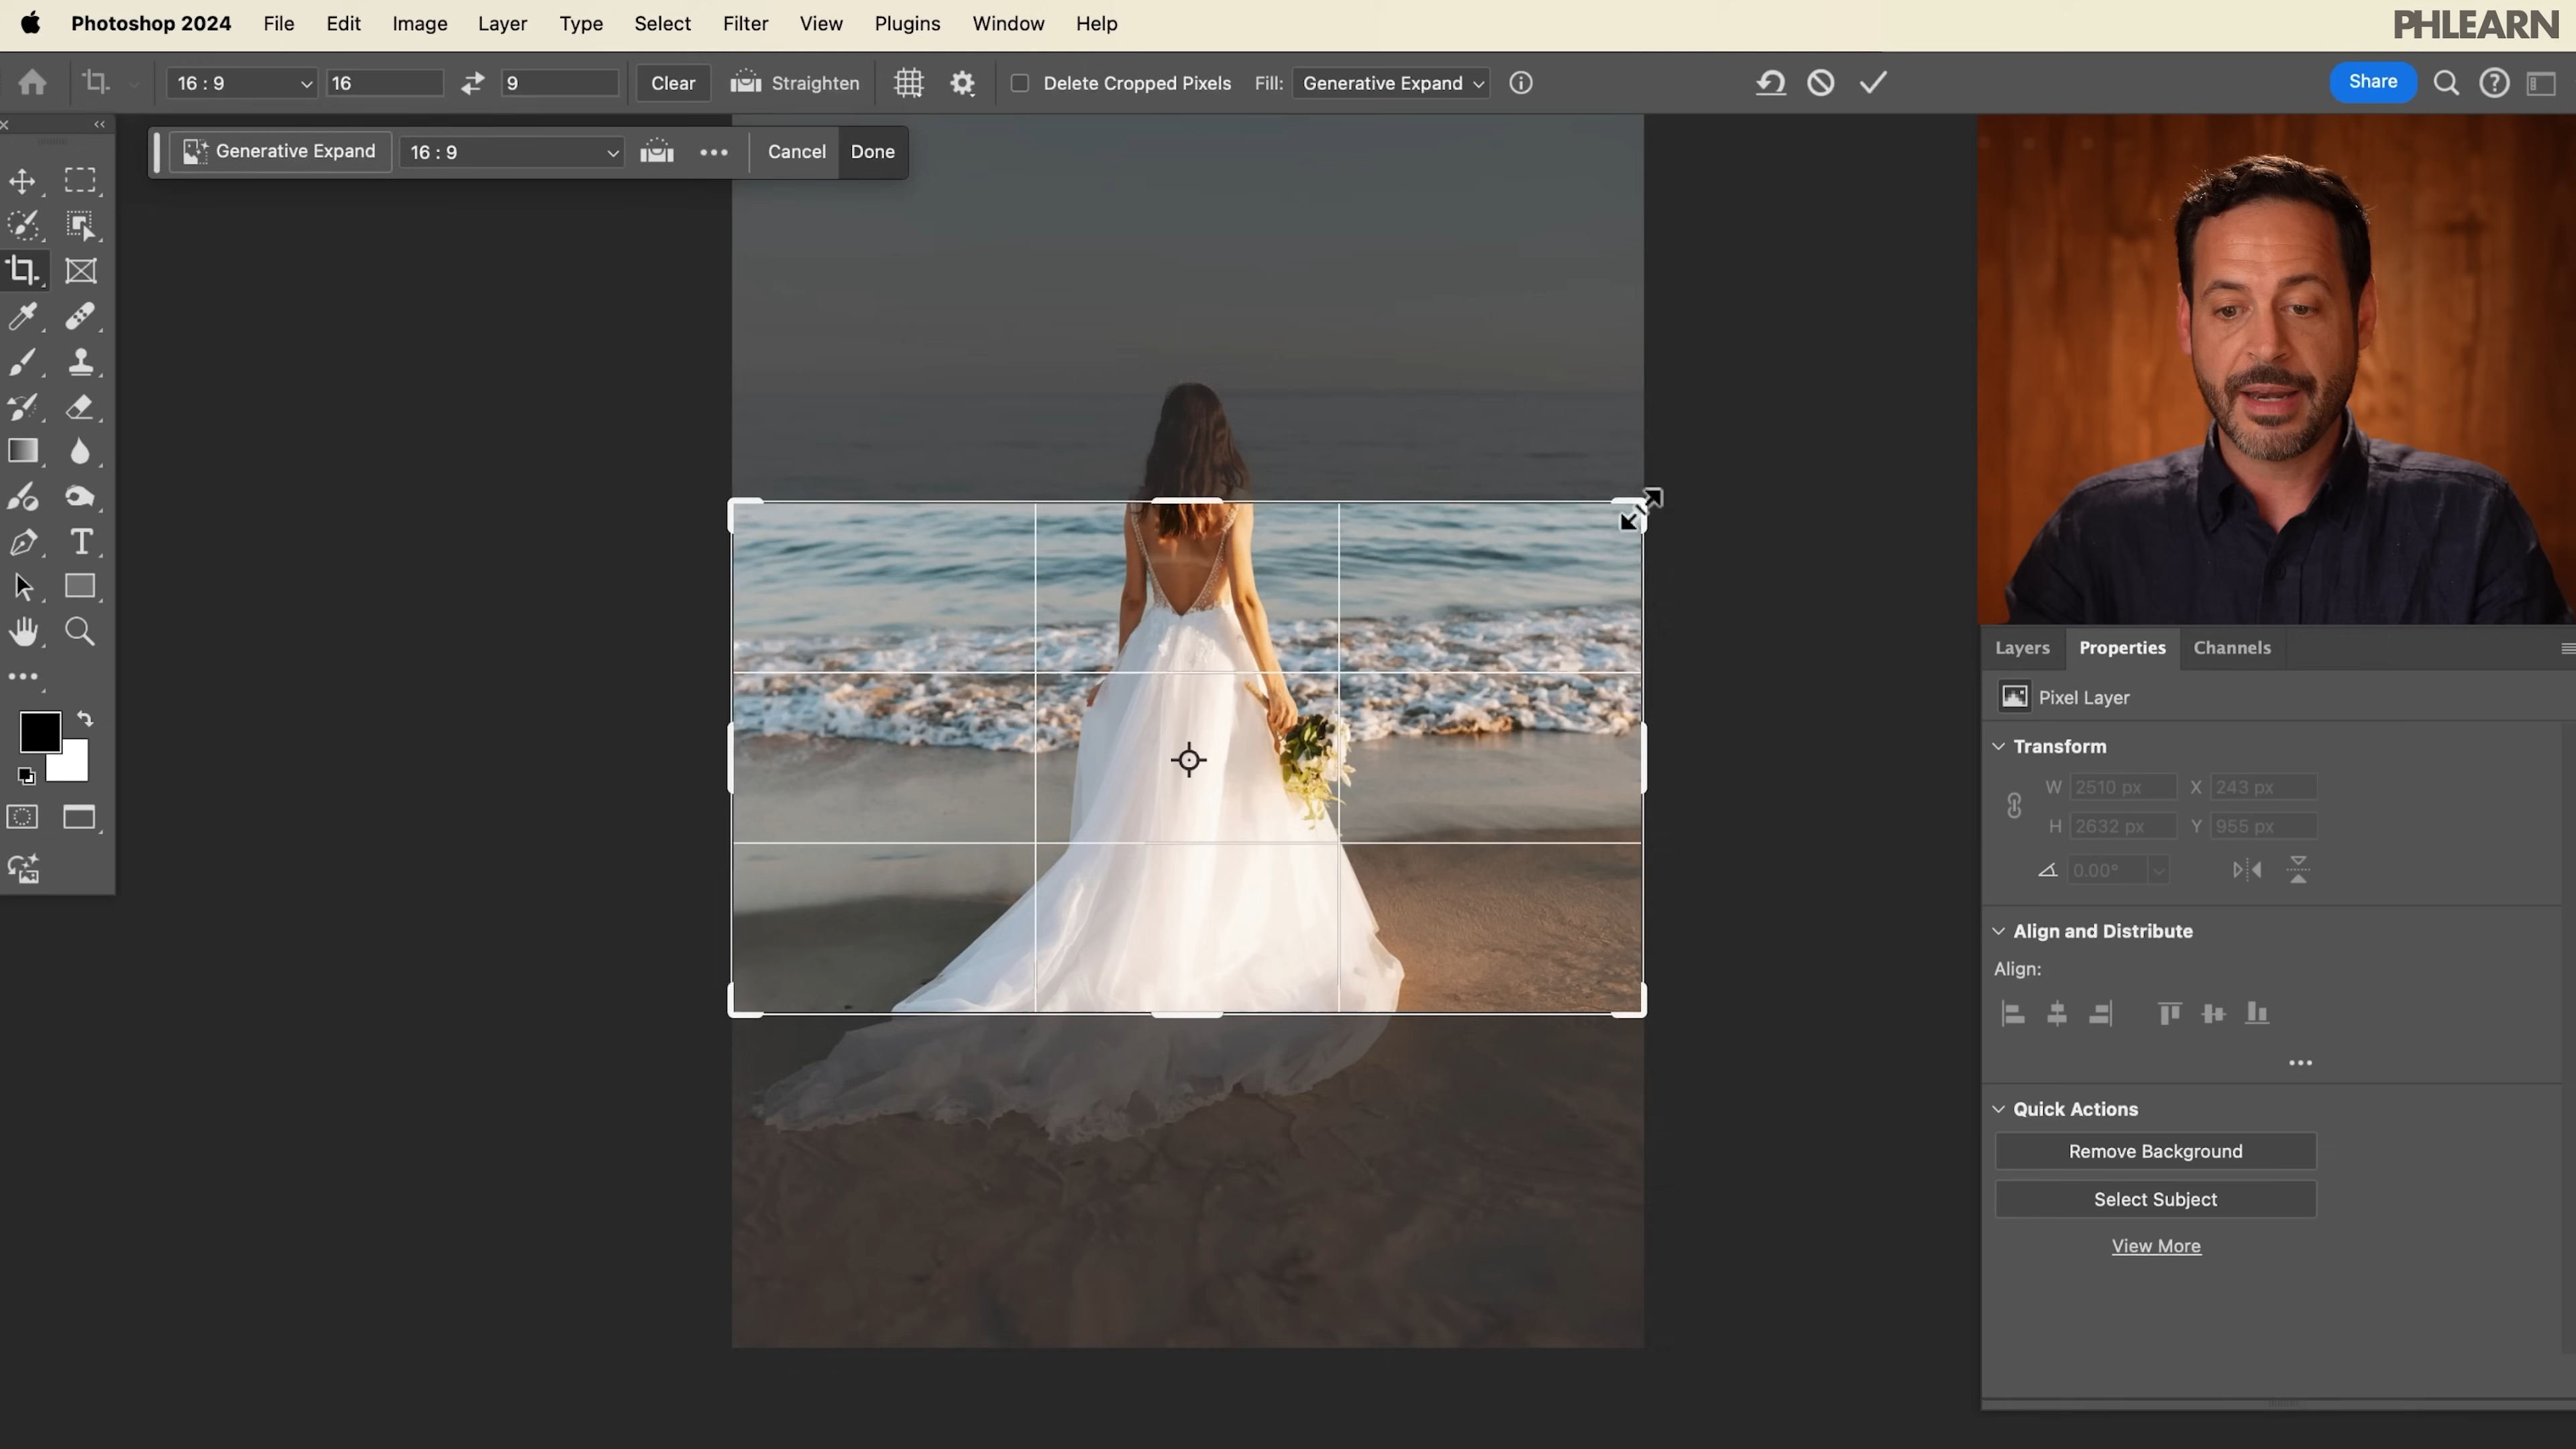 Photoshop 2024 File Edit Image Layer Type Select Filter View Plugins Window Help
PHLEARN
16 : 9 16 9 Clear Straighten Delete Cropped Pixels Fill: Generative Expand Share
Generative Expand 16 : 9 Cancel Done
Layers Properties Channels
Pixel Layer
Transform
W 2510 px X 243 px
H 2632 px Y 955 px
0.00°
Align and Distribute
Align:
Quick Actions
Remove Background
Select Subject
View More